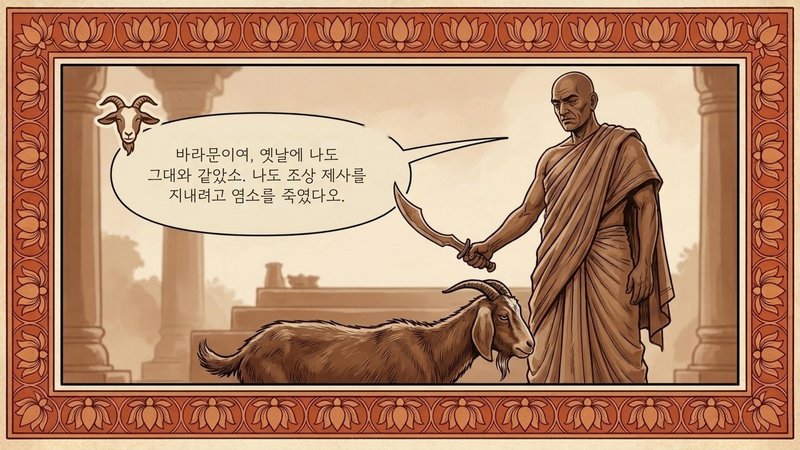 바라문이여, 옛날에 나도
그대와 같았소. 나도 조상 제사를
지내려고 염소를 죽였다오.